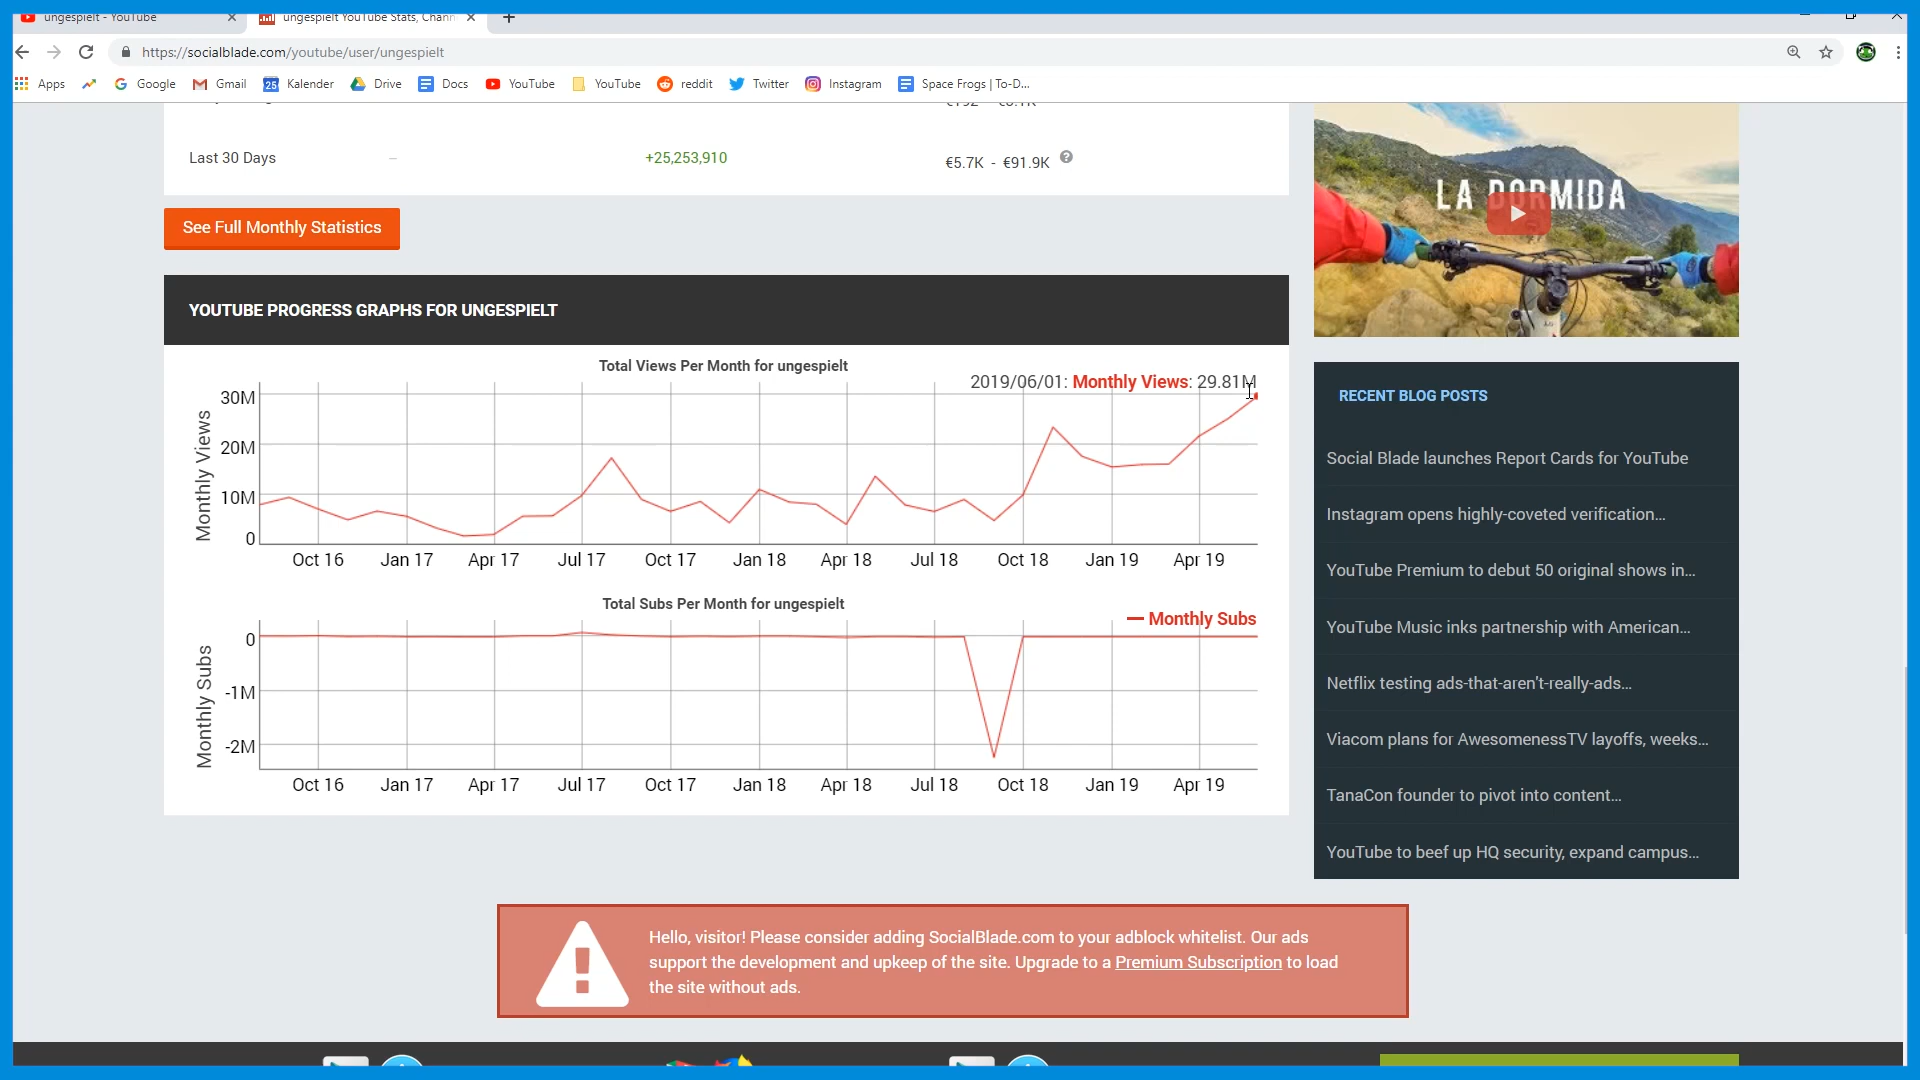 ungespielt - YouTube
ungespielt YouTube Stats, Chann
https://socialblade.com/youtube/user/ungespielt
Apps
Google
Gmail
25
Kalender
Drive
Docs
YouTube
YouTube
reddit
Twitter
Instagram
Space Frogs | To-D...
Last 30 Days
–
+25,253,910
€5.7K - €91.9K
See Full Monthly Statistics
LA DORMIDA
YOUTUBE PROGRESS GRAPHS FOR UNGESPIELT
Total Views Per Month for ungespielt
2019/06/01: Monthly Views: 29.81M
Monthly Views
30M
20M
10M
0
Oct 16
Jan 17
Apr 17
Jul 17
Oct 17
Jan 18
Apr 18
Jul 18
Oct 18
Jan 19
Apr 19
Total Subs Per Month for ungespielt
Monthly Subs
Monthly Subs
0
-1M
-2M
Oct 16
Jan 17
Apr 17
Jul 17
Oct 17
Jan 18
Apr 18
Jul 18
Oct 18
Jan 19
Apr 19
RECENT BLOG POSTS
Social Blade launches Report Cards for YouTube
Instagram opens highly-coveted verification...
YouTube Premium to debut 50 original shows in...
YouTube Music inks partnership with American...
Netflix testing ads-that-aren't-really-ads...
Viacom plans for AwesomenessTV layoffs, weeks...
TanaCon founder to pivot into content...
YouTube to beef up HQ security, expand campus...
Hello, visitor! Please consider adding SocialBlade.com to your adblock whitelist. Our ads
support the development and upkeep of the site. Upgrade to a Premium Subscription to load
the site without ads.